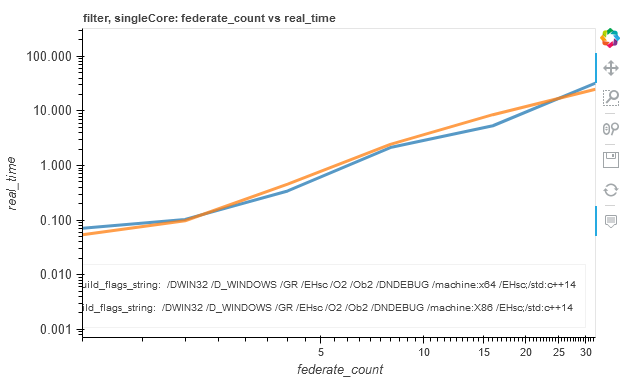 filter, singleCore: federate_count vs real_time
100.000
10.000
1.000
0.100
0.010
0.001
real_time
uild_flags_string: /DWIN32 /D_WINDOWS /GR /EHsc /O2 /Ob2 /DNDEBUG /machine:x64 /EHsc;/std:c++14
ild_flags_string: /DWIN32 /D_WINDOWS /GR /EHsc /O2 /Ob2 /DNDEBUG /machine:X86 /EHsc;/std:c++14
5 10 15 20 25 30
federate_count